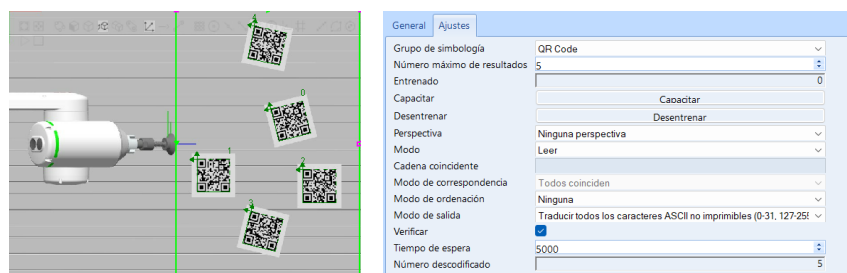 4
0
1
2
3
General Ajustes
Grupo de simbología QR Code
Número máximo de resultados 5
Entrenado 0
Capacitar Capacitar
Desentrenar Desentrenar
Perspectiva Ninguna perspectiva
Modo Leer
Cadena coincidente
Modo de correspondencia Todos coinciden
Modo de ordenación Ninguna
Modo de salida Traducir todos los caracteres ASCII no imprimibles (0-31, 127-255
Verificar
Tiempo de espera 5000
Número descodificado 5